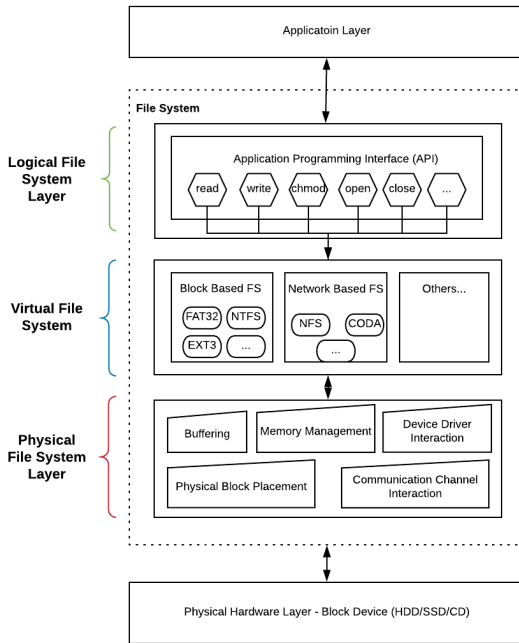 Applicatoin Layer
File System
Logical File
System
Layer
Application Programming Interface (API)
read write chmod open close ...
Virtual File
System
Block Based FS
FAT32 NTFS
EXT3 ...
Network Based FS
NFS CODA
...
Others...
Physical
File System
Layer
Buffering
Memory Management
Device Driver
Interaction
Physical Block Placement
Communication Channel
Interaction
Physical Hardware Layer - Block Device (HDD/SSD/CD)